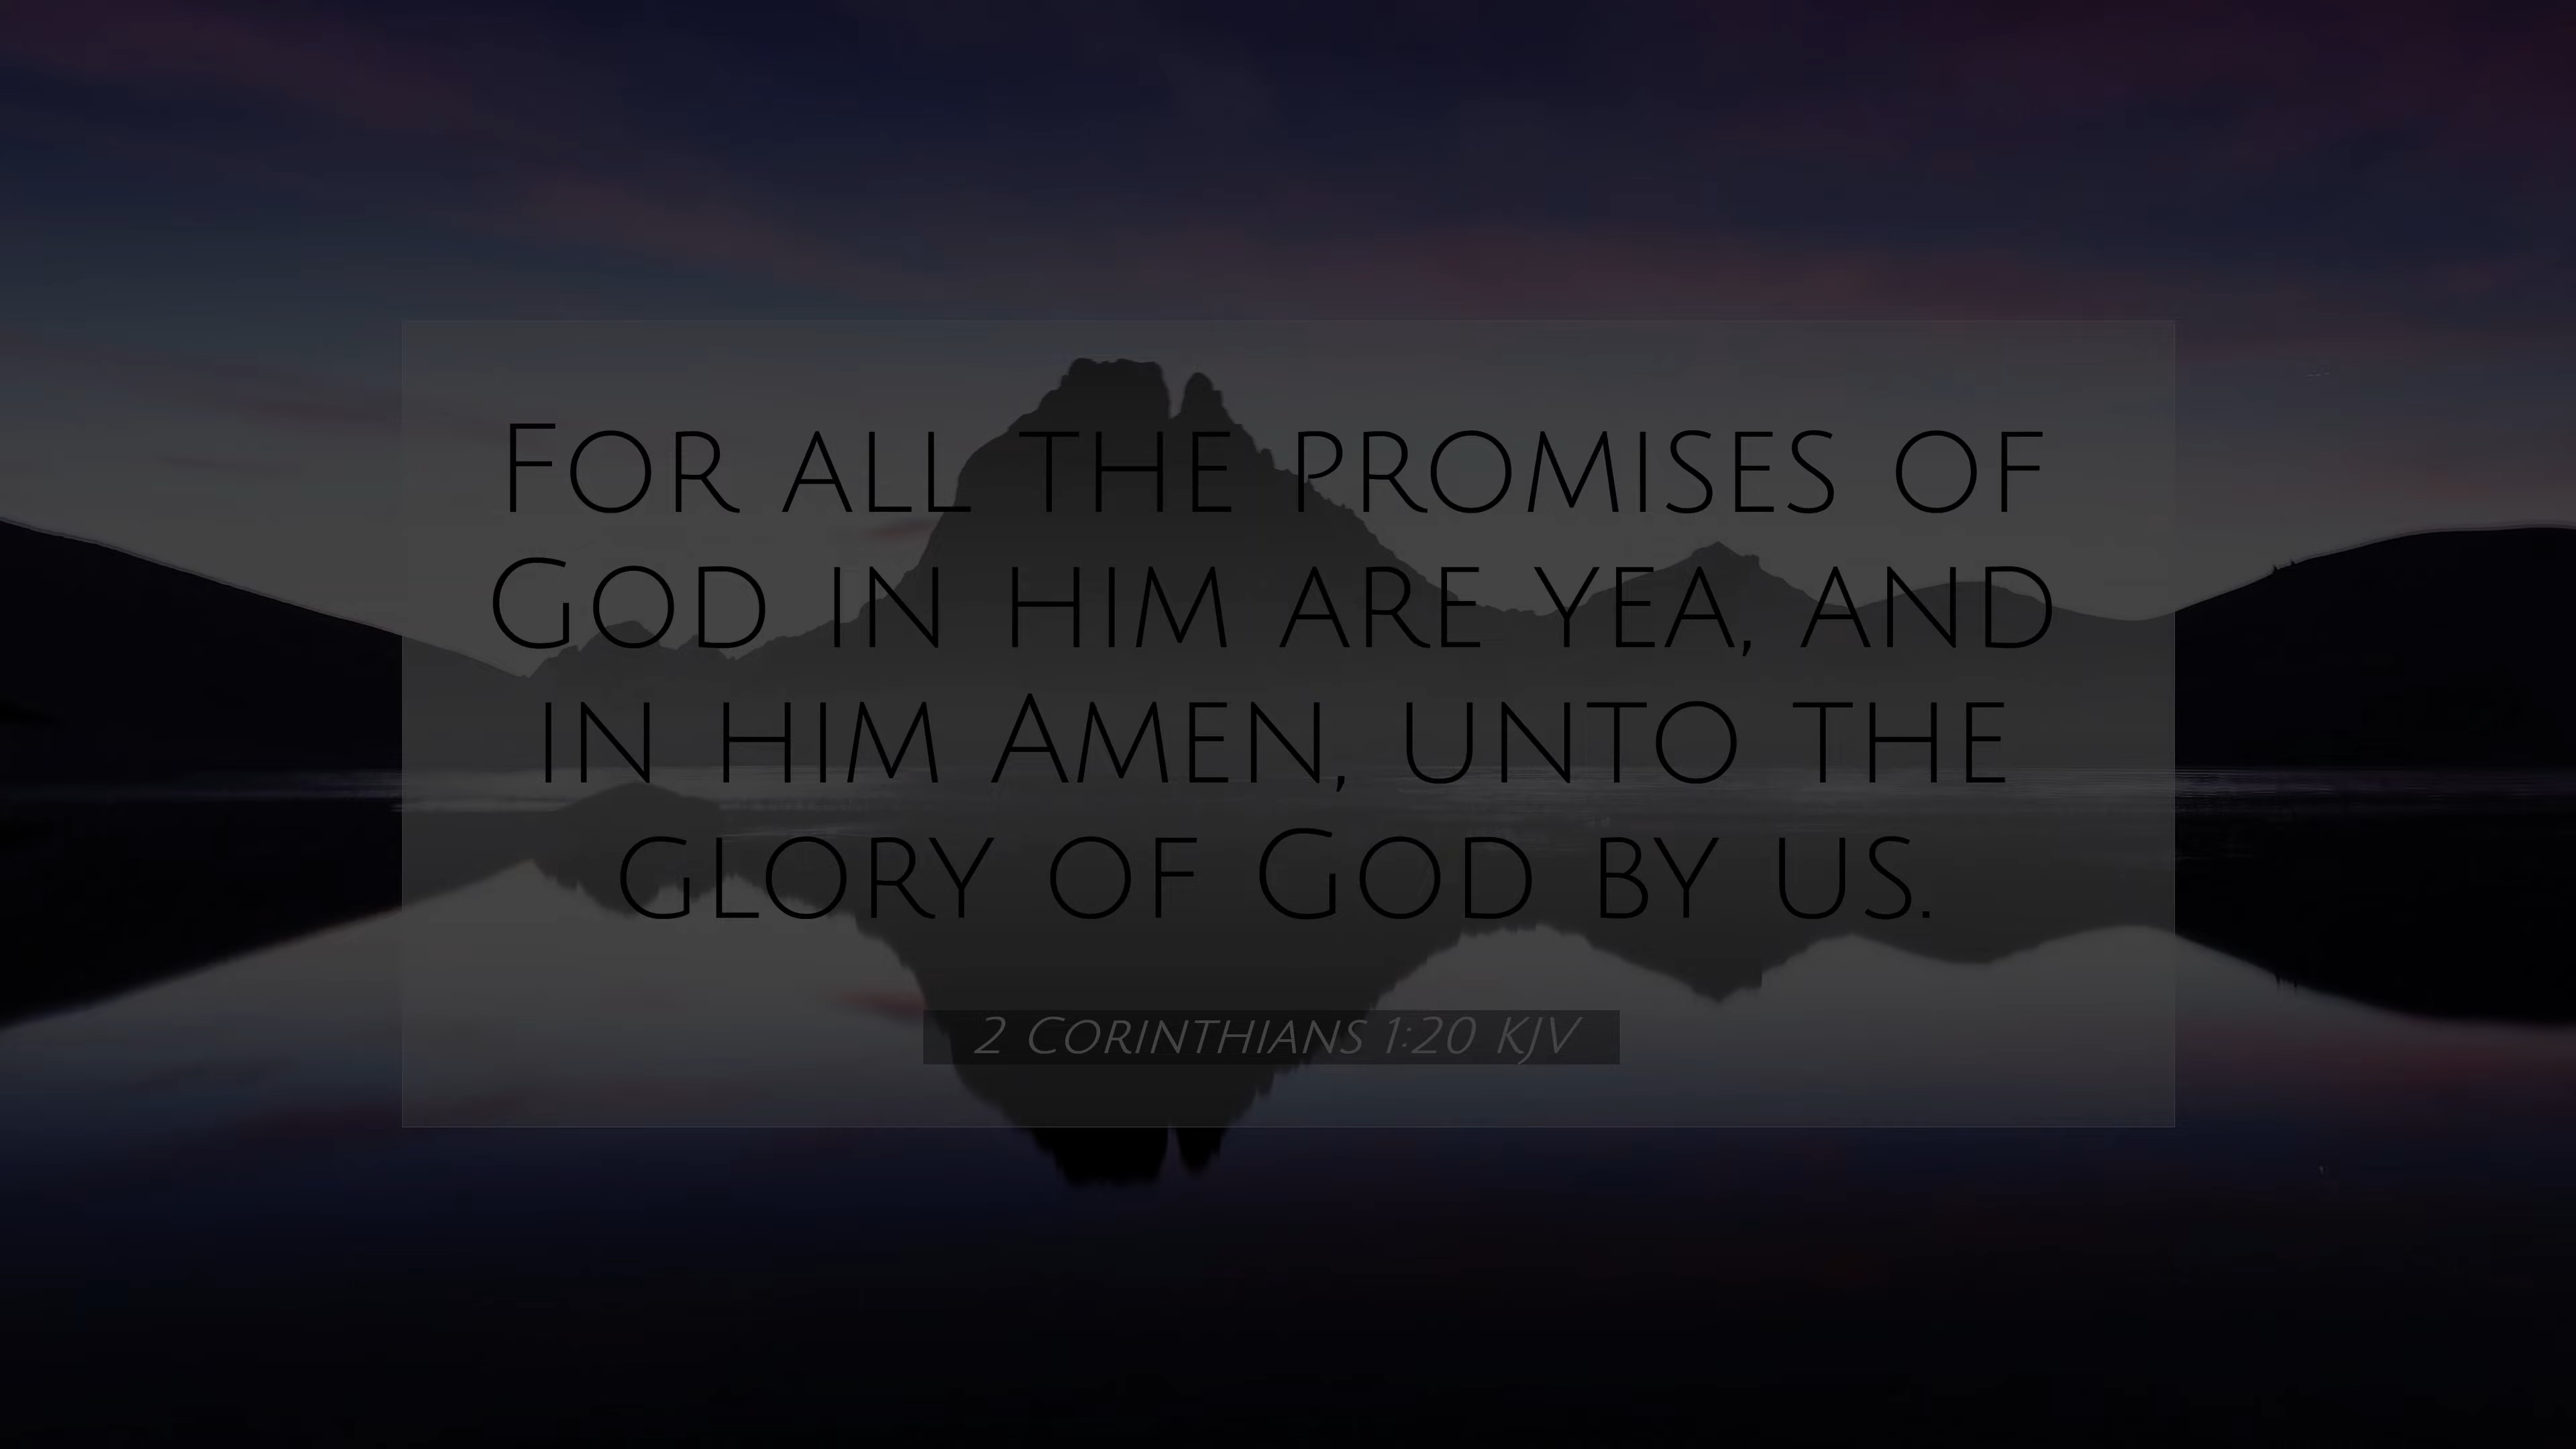 For all the promises of
God in him are yea, and
in him Amen, unto the
glory of God by us.
2 Corinthians 1:20 KJV